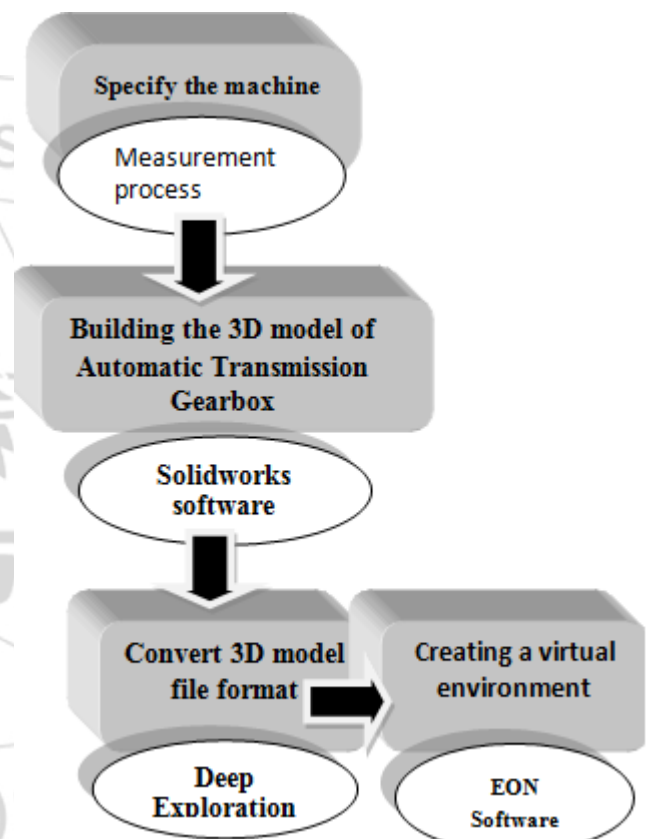 Specify the machine
Measurement
process
Building the 3D model of
Automatic Transmission
Gearbox
Solidworks
software
Convert 3D model
file format
Creating a virtual
environment
Deep
Exploration
EON
Software